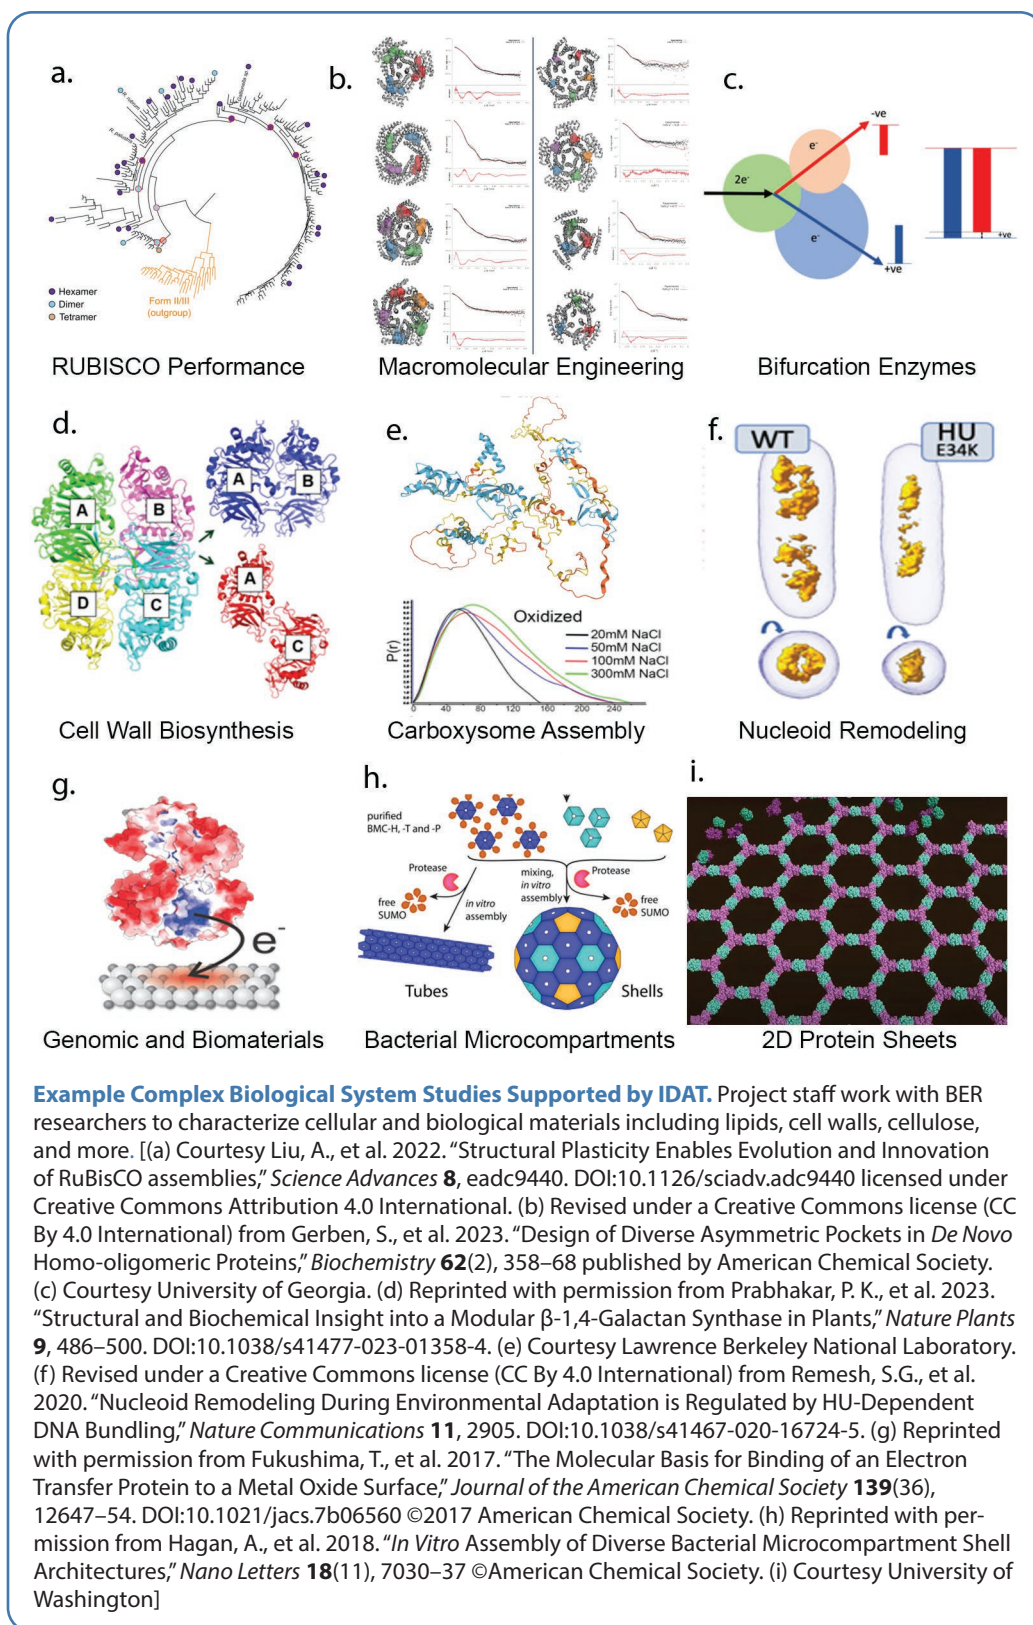 a.
R. rubrum
R. palustris
Gallionella sp.
Form II/III
(outgroup)
Hexamer
Dimer
Tetramer
RUBISCO Performance
b.
Macromolecular Engineering
c.
-ve
e-
2e-
e-
+ve
+ve
Bifurcation Enzymes
d.
A
B
D
C
A
B
A
C
Cell Wall Biosynthesis
e.
Oxidized
20mM NaCl
50mM NaCl
100mM NaCl
300mM NaCl
P(r)
0 40 80 120 160 200 240
Carboxysome Assembly
f.
WT
HU
E34K
Nucleoid Remodeling
g.
e-
Genomic and Biomaterials
h.
purified
BMC-H, -T and -P
Protease
free
SUMO
in vitro
assembly
mixing,
in vitro
assembly
Protease
free
SUMO
Tubes
Shells
Bacterial Microcompartments
i.
2D Protein Sheets
Example Complex Biological System Studies Supported by IDAT. Project staff work with BER
researchers to characterize cellular and biological materials including lipids, cell walls, cellulose,
and more. [(a) Courtesy Liu, A., et al. 2022. “Structural Plasticity Enables Evolution and Innovation
of RuBisCO assemblies,” Science Advances 8, eadc9440. DOI:10.1126/sciadv.adc9440 licensed under
Creative Commons Attribution 4.0 International. (b) Revised under a Creative Commons license (CC
By 4.0 International) from Gerben, S., et al. 2023. “Design of Diverse Asymmetric Pockets in De Novo
Homo-oligomeric Proteins,” Biochemistry 62(2), 358–68 published by American Chemical Society.
(c) Courtesy University of Georgia. (d) Reprinted with permission from Prabhakar, P. K., et al. 2023.
“Structural and Biochemical Insight into a Modular β-1,4-Galactan Synthase in Plants,” Nature Plants
9, 486–500. DOI:10.1038/s41477-023-01358-4. (e) Courtesy Lawrence Berkeley National Laboratory.
(f) Revised under a Creative Commons license (CC By 4.0 International) from Remesh, S.G., et al.
2020. “Nucleoid Remodeling During Environmental Adaptation is Regulated by HU-Dependent
DNA Bundling,” Nature Communications 11, 2905. DOI:10.1038/s41467-020-16724-5. (g) Reprinted
with permission from Fukushima, T., et al. 2017. “The Molecular Basis for Binding of an Electron
Transfer Protein to a Metal Oxide Surface,” Journal of the American Chemical Society 139(36),
12647–54. DOI:10.1021/jacs.7b06560 ©2017 American Chemical Society. (h) Reprinted with per-
mission from Hagan, A., et al. 2018. “In Vitro Assembly of Diverse Bacterial Microcompartment Shell
Architectures,” Nano Letters 18(11), 7030–37 ©American Chemical Society. (i) Courtesy University of
Washington]